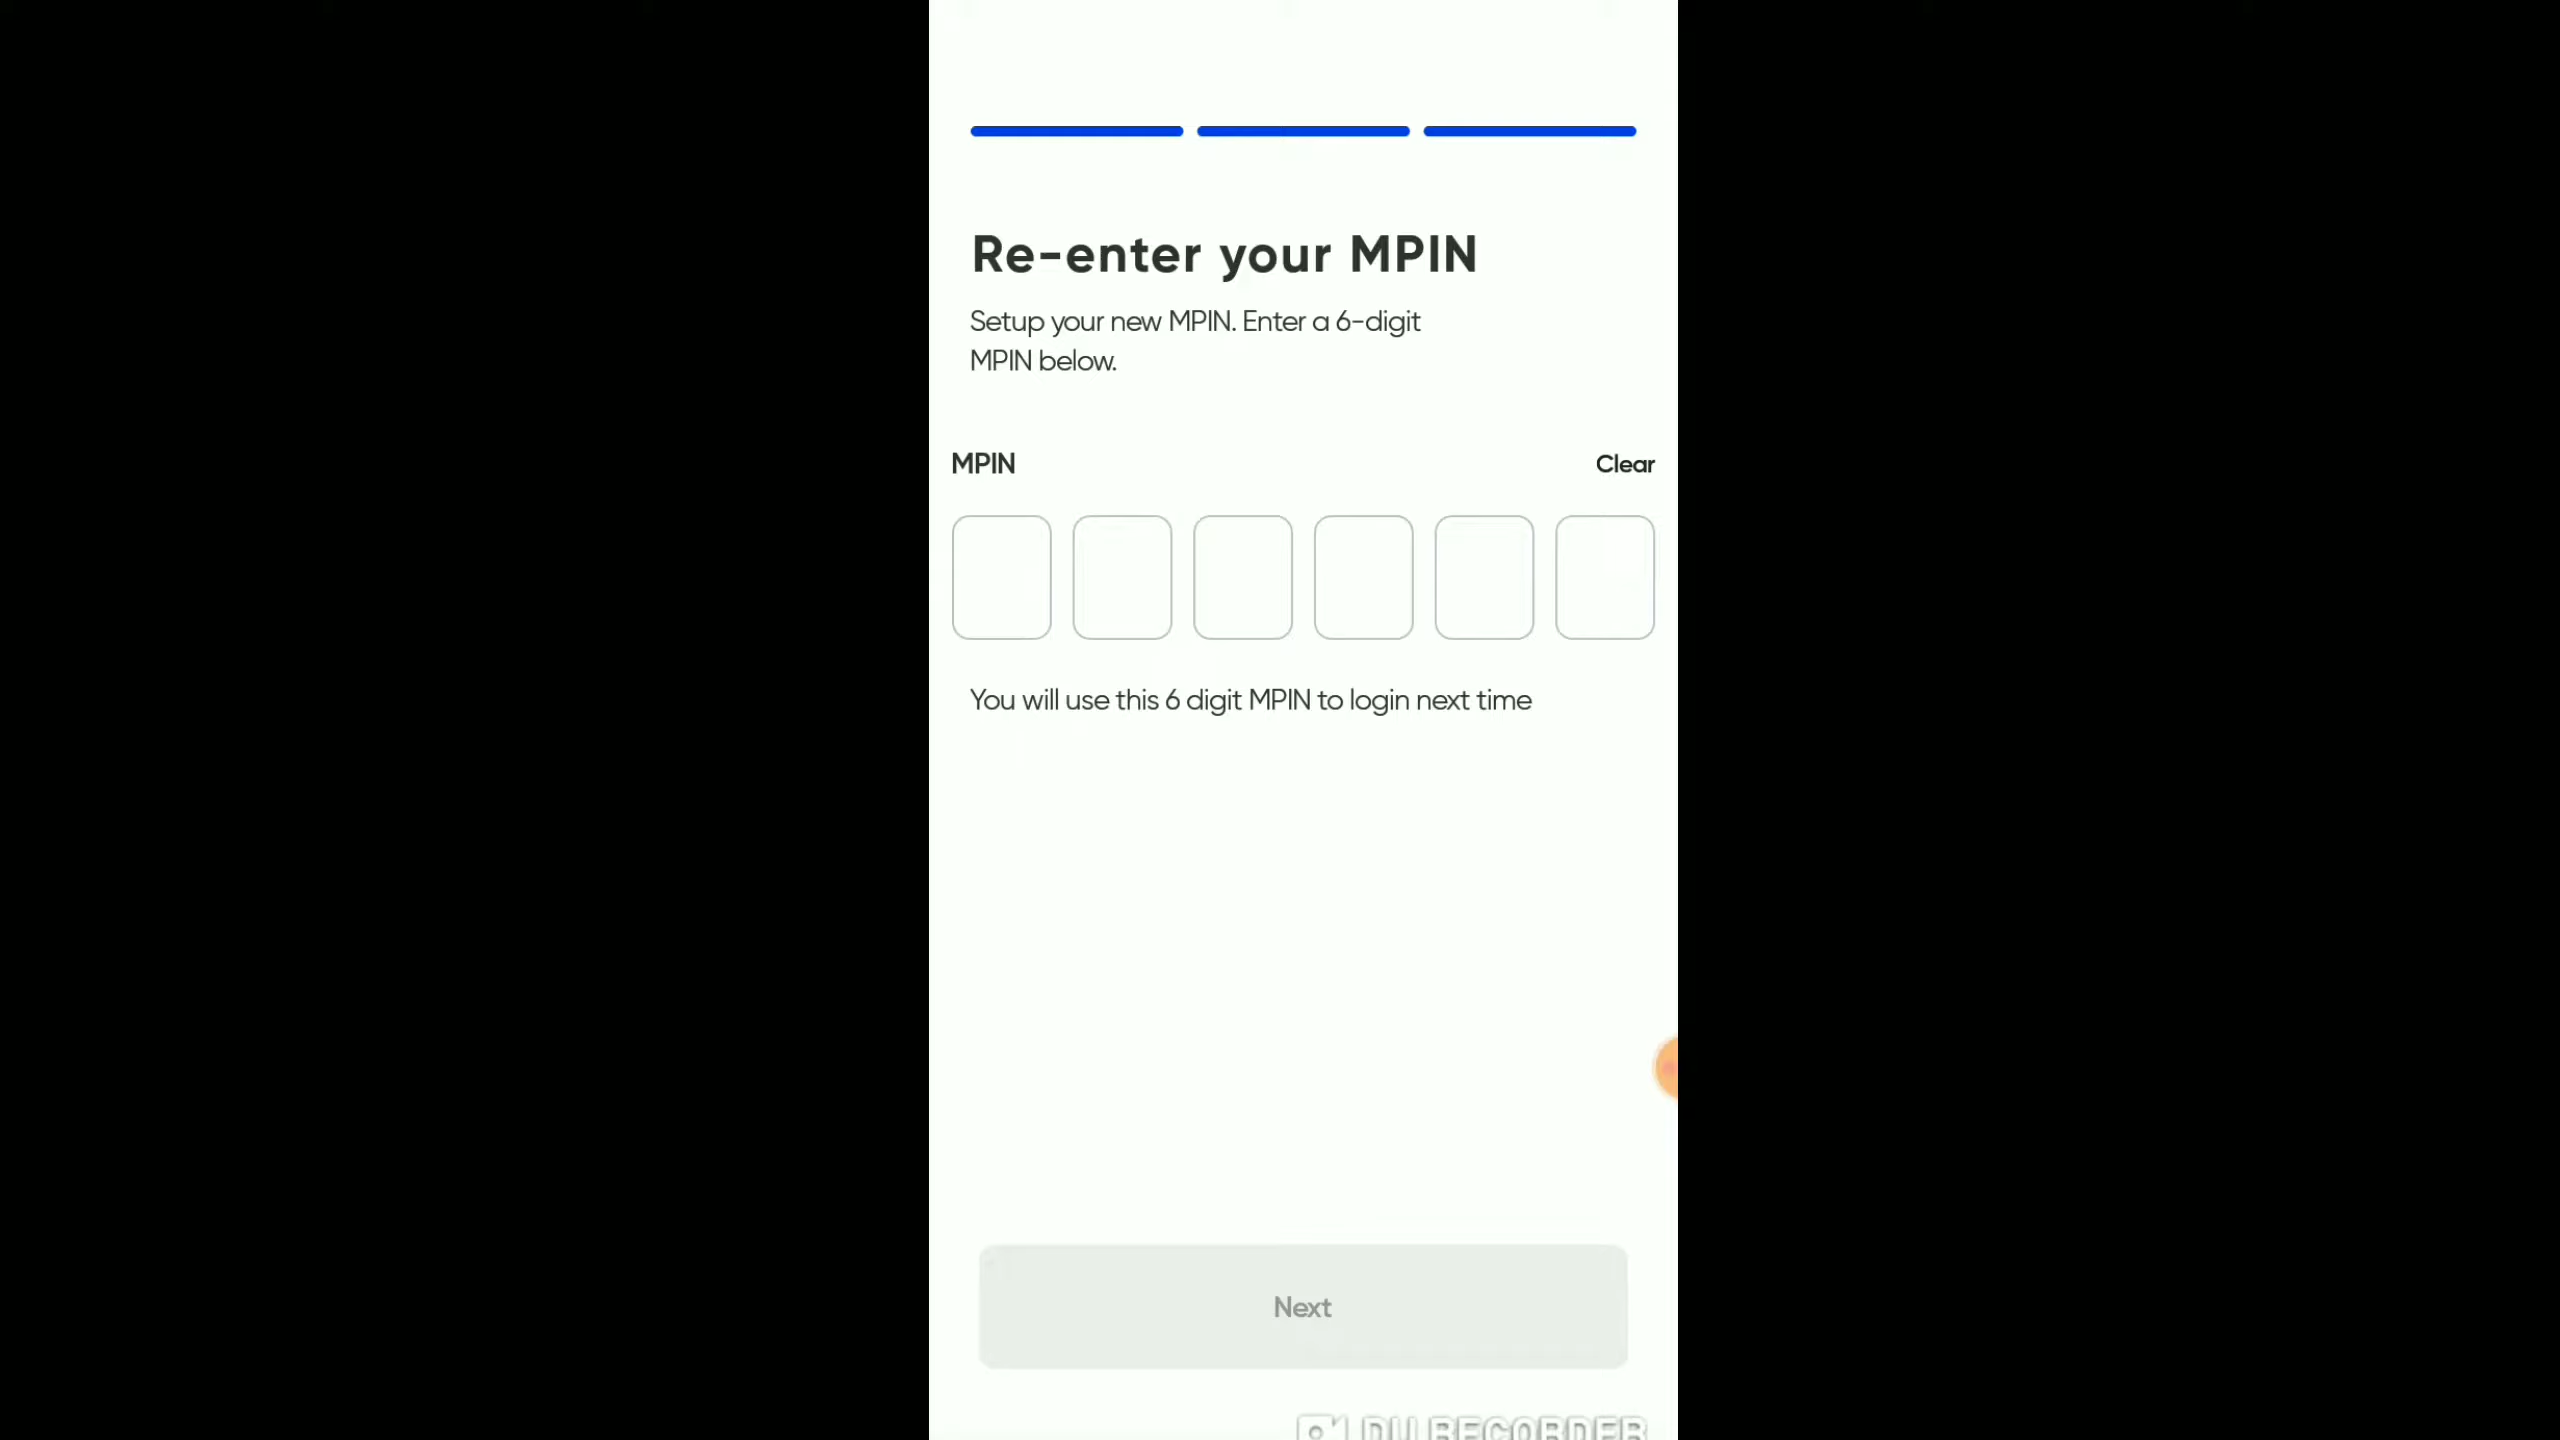 Re-enter your MPIN
Setup your new MPIN. Enter a 6-digit
MPIN below.
MPIN
Clear
You will use this 6 digit MPIN to login next time
Next
DU RECORDER